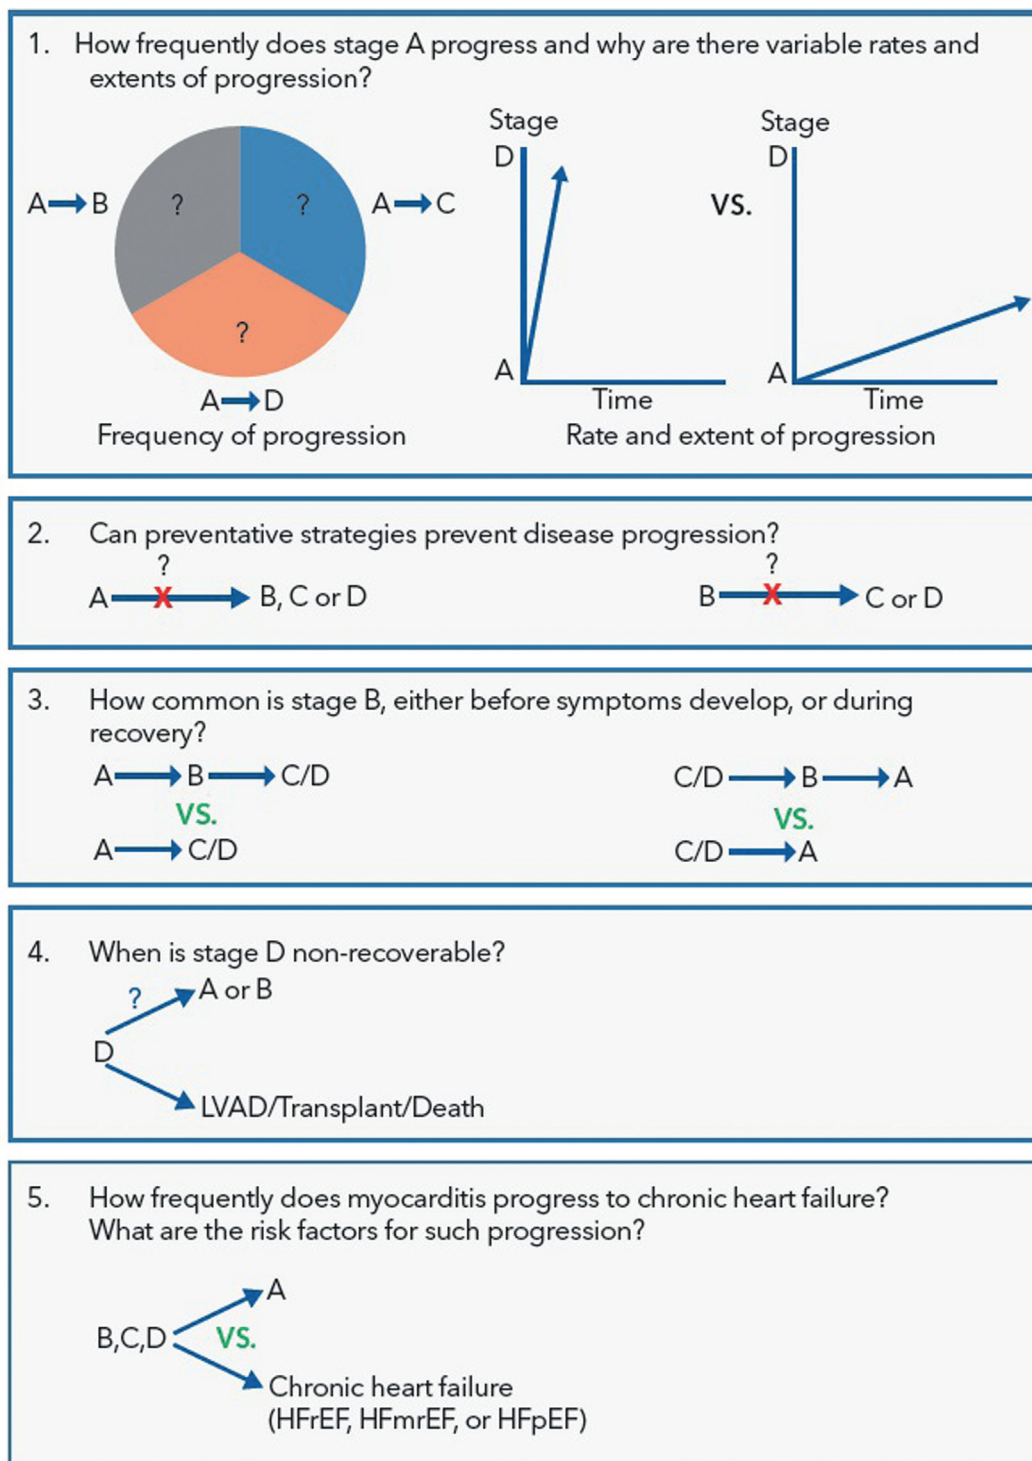 1. How frequently does stage A progress and why are there variable rates and
extents of progression?
Stage
Stage
D
D
A B
?
?
A C
VS.
?
A
A
A D
Time
Time
Frequency of progression
Rate and extent of progression
2. Can preventative strategies prevent disease progression?
?
?
A X B, C or D
B X C or D
3. How common is stage B, either before symptoms develop, or during
recovery?
A B C/D
C/D B A
VS.
VS.
A C/D
C/D A
4. When is stage D non-recoverable?
? A or B
D
LVAD/Transplant/Death
5. How frequently does myocarditis progress to chronic heart failure?
What are the risk factors for such progression?
A
B,C,D VS.
Chronic heart failure
(HFrEF, HFmrEF, or HFpEF)